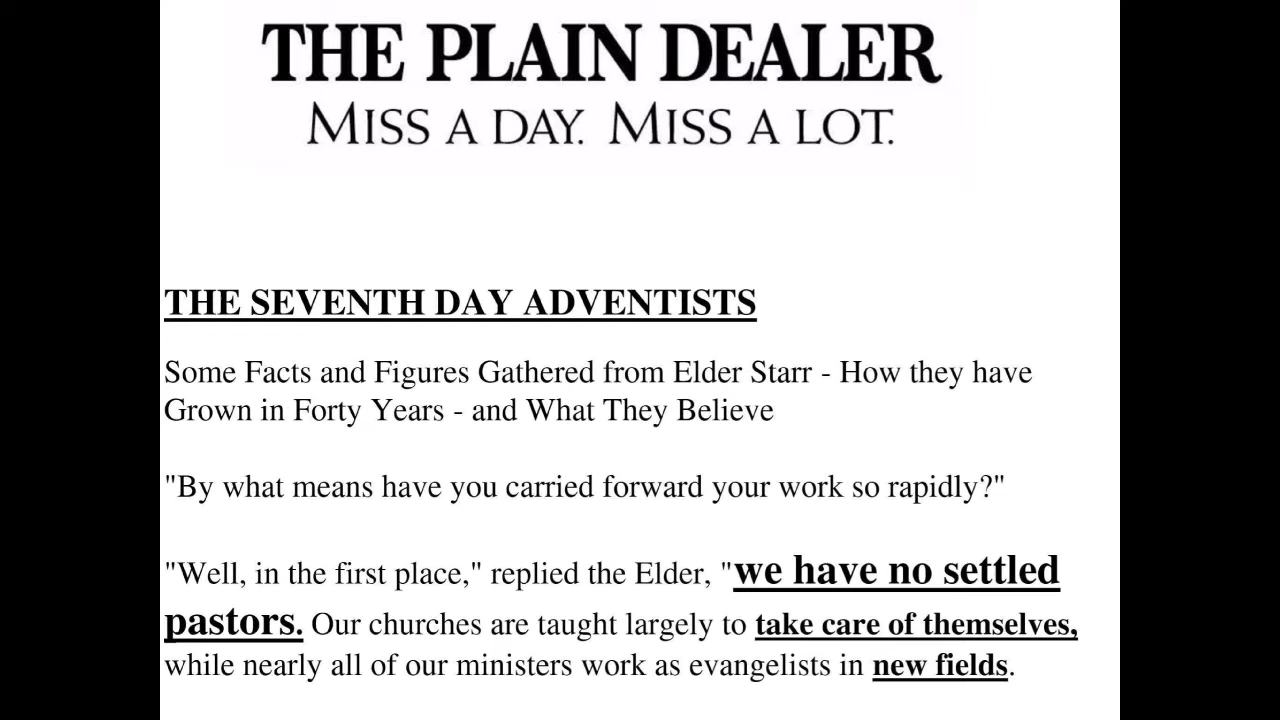 THE PLAIN DEALER
MISS A DAY. MISS A LOT.
THE SEVENTH DAY ADVENTISTS
Some Facts and Figures Gathered from Elder Starr - How they have
Grown in Forty Years - and What They Believe
"By what means have you carried forward your work so rapidly?"
"Well, in the first place," replied the Elder, "we have no settled
pastors. Our churches are taught largely to take care of themselves,
while nearly all of our ministers work as evangelists in new fields.